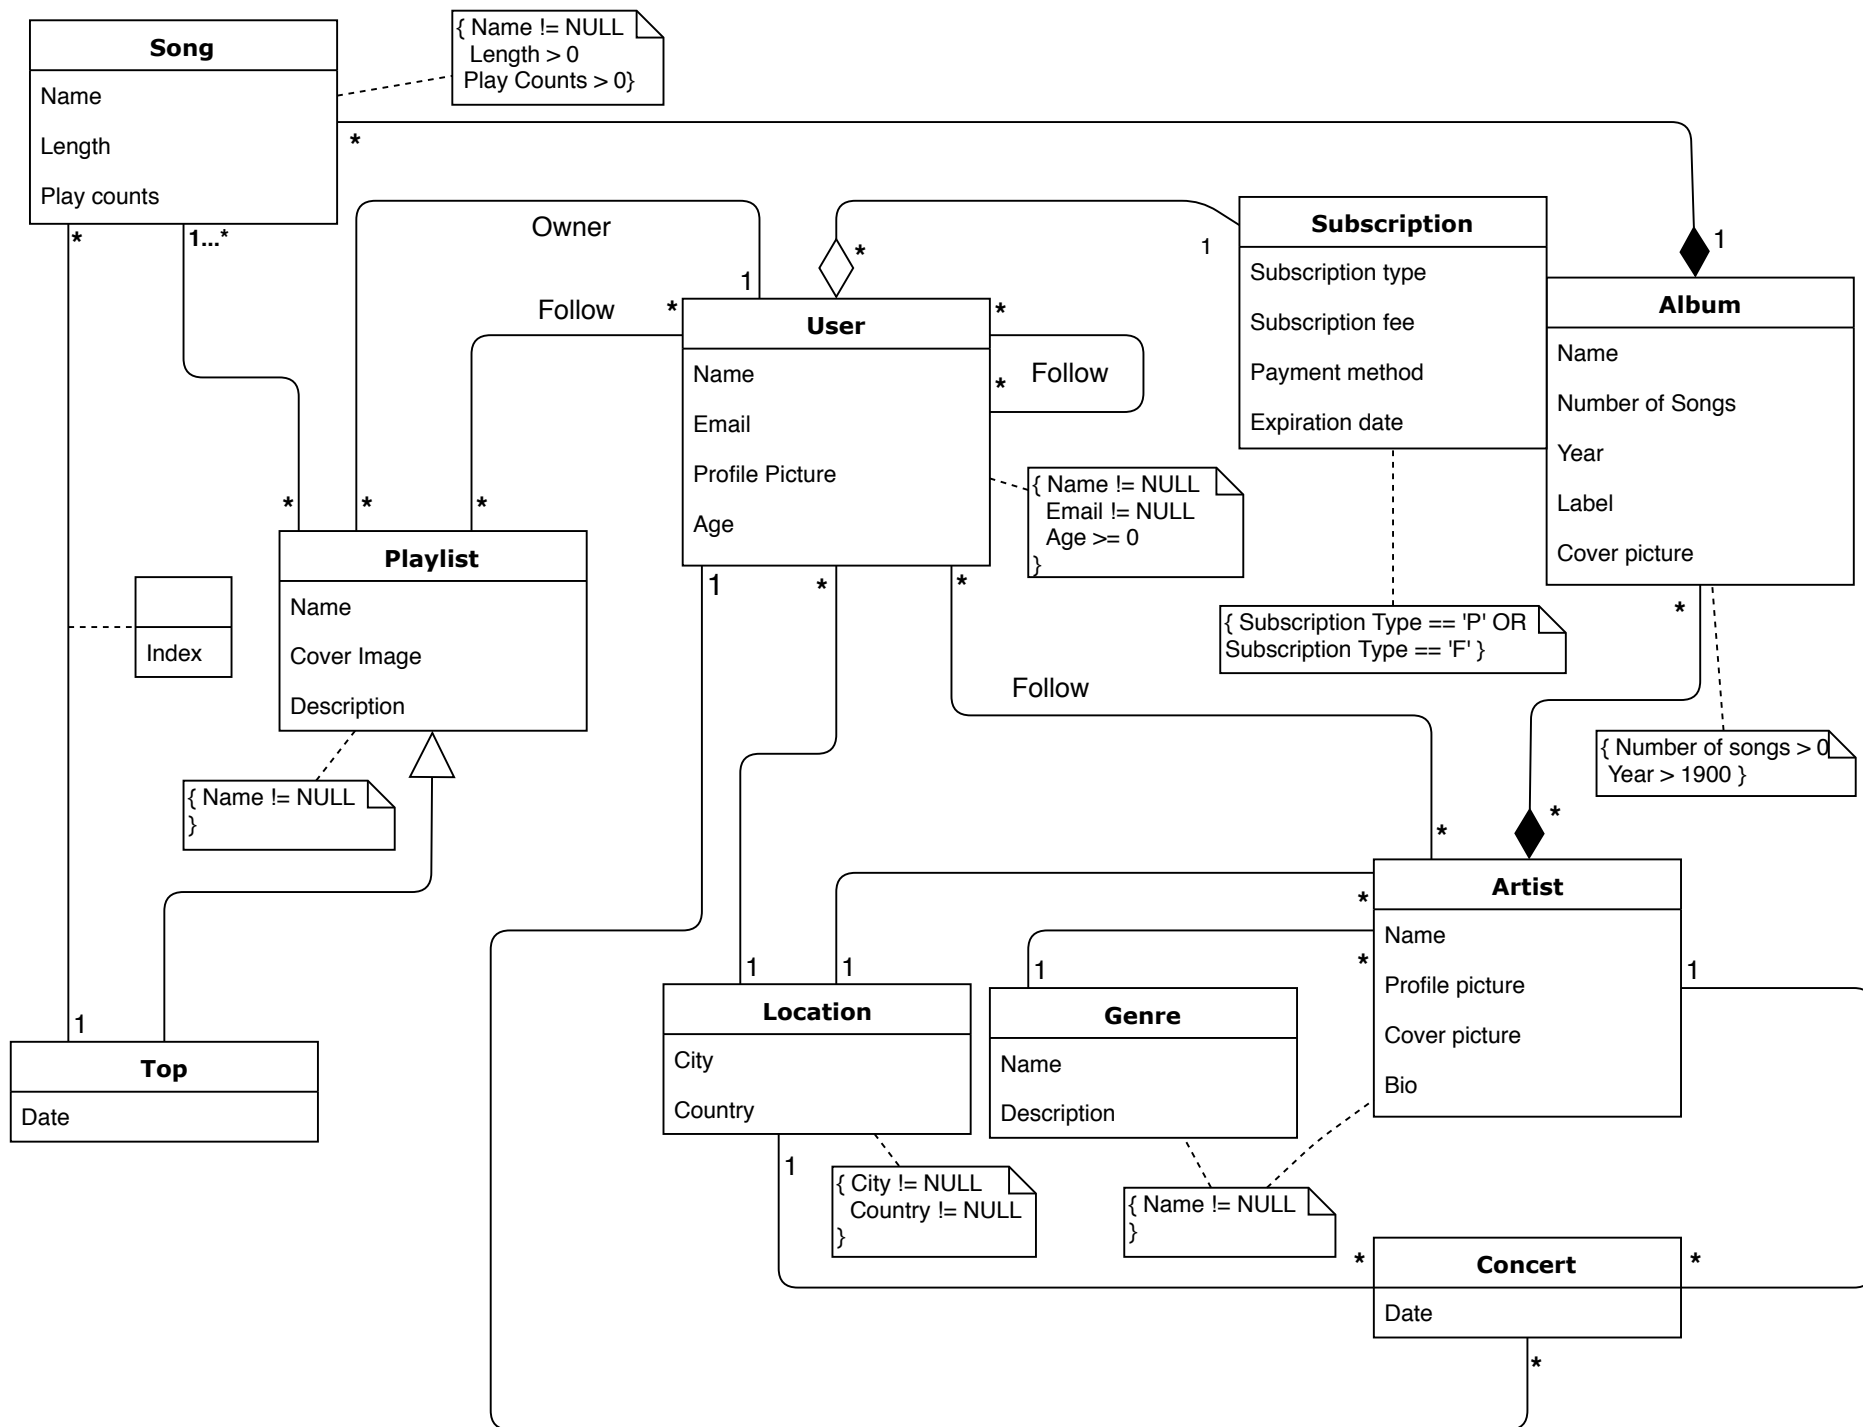 Song
Name
Length
Play counts
{ Name != NULL
Length > 0
Play Counts > 0}
*
*
1...*
Owner
1
Follow
*
*
1
Subscription
Subscription type
Subscription fee
Payment method
Expiration date
1
Album
Name
Number of Songs
Year
Label
Cover picture
User
Name
Email
Profile Picture
Age
*
*
Follow
{ Name != NULL
Email != NULL
Age >= 0
}
*
*
*
Playlist
Name
Cover Image
Description
Index
{ Name != NULL
}
1
*
*
Follow
{ Subscription Type == 'P' OR
Subscription Type == 'F' }
*
{ Number of songs > 0
Year > 1900 }
*
*
Artist
Name
Profile picture
Cover picture
Bio
*
*
1
1
1
1
Location
City
Country
Genre
Name
Description
1
Top
Date
1
{ City != NULL
Country != NULL
}
{ Name != NULL
}
*
Concert
Date
*
*